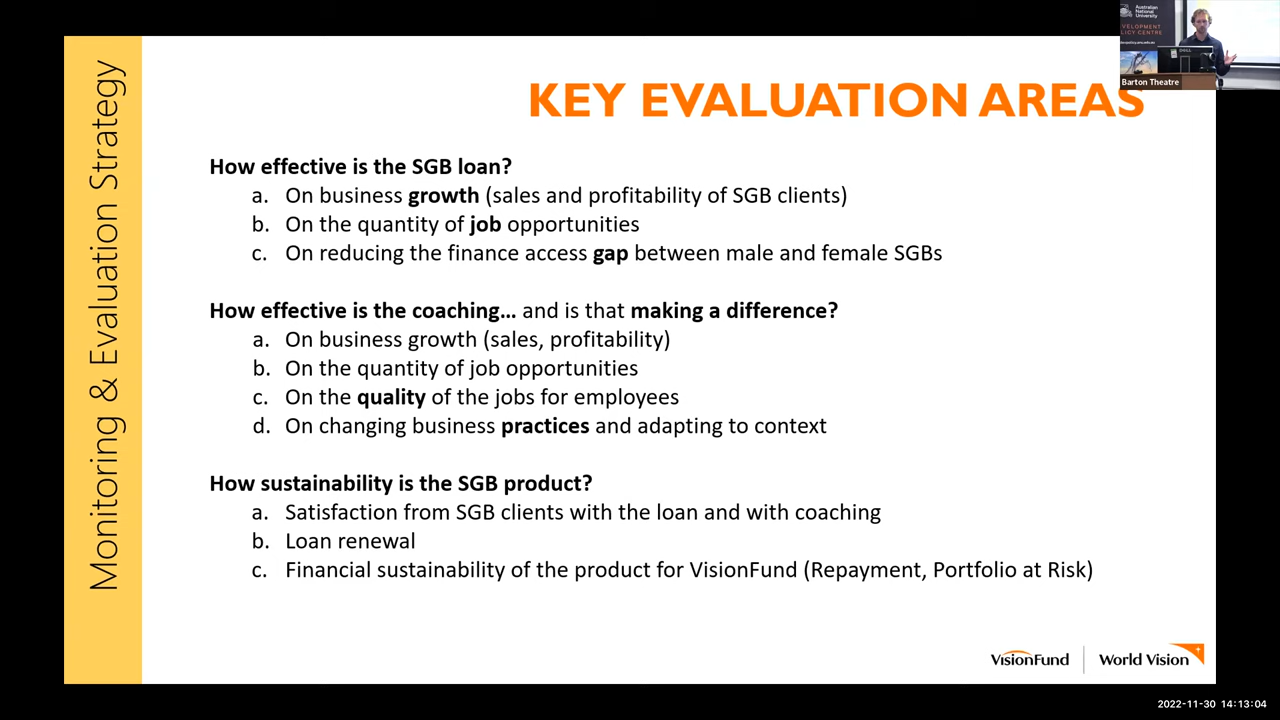 Monitoring & Evaluation Strategy
KEY EVALUATION AREAS
How effective is the SGB loan?
a. On business growth (sales and profitability of SGB clients)
b. On the quantity of job opportunities
c. On reducing the finance access gap between male and female SGBs
How effective is the coaching... and is that making a difference?
a. On business growth (sales, profitability)
b. On the quantity of job opportunities
c. On the quality of the jobs for employees
d. On changing business practices and adapting to context
How sustainability is the SGB product?
a. Satisfaction from SGB clients with the loan and with coaching
b. Loan renewal
c. Financial sustainability of the product for VisionFund (Repayment, Portfolio at Risk)
VisionFund
World Vision
Australian
National
University
Barton Theatre
2022-11-30 14:13:04